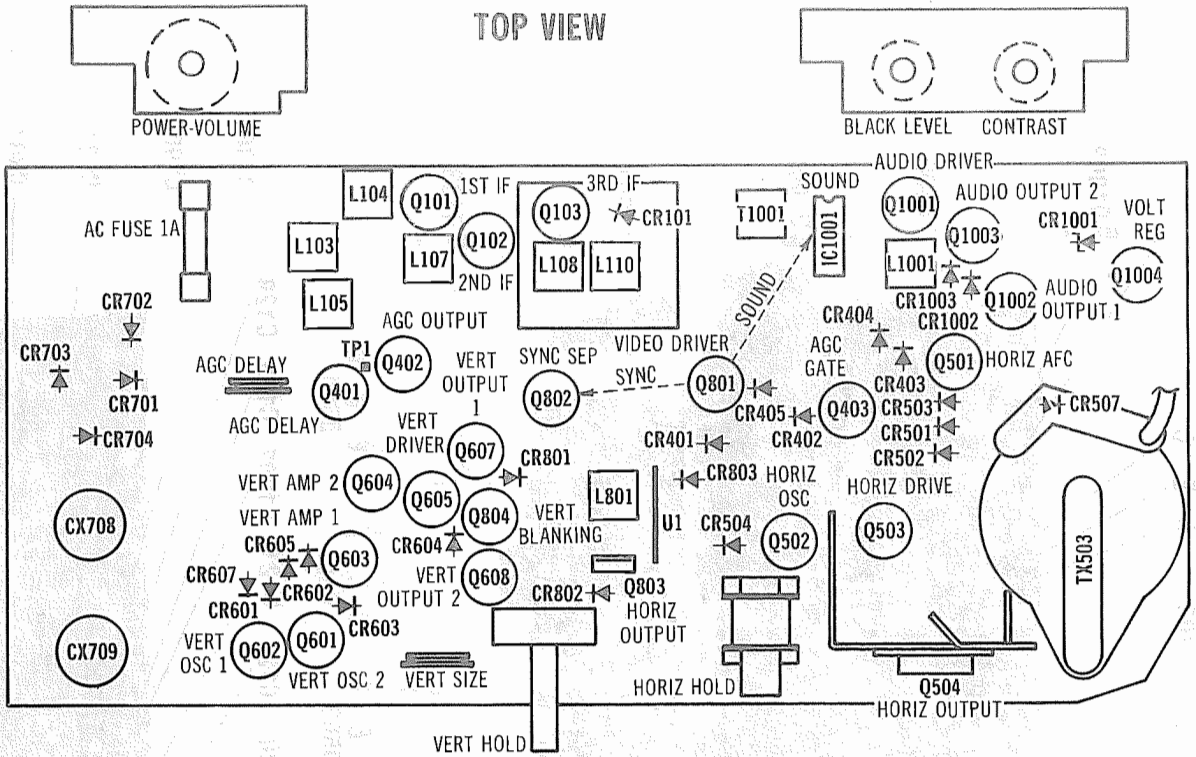 TOP VIEW
POWER-VOLUME
BLACK LEVEL
CONTRAST
AUDIO DRIVER
AC FUSE 1A
L104
Q101
1ST IF
Q102
2ND IF
L103
L107
L105
3RD IF
Q103
CR101
L108
L110
T1001
SOUND
IC1001
SOUND
Q1001
AUDIO OUTPUT 2
Q1003
CR1001
VOLT
REG
Q1004
L1001
CR1003
CR1002
Q1002
AUDIO
OUTPUT 1
CR702
CR703
CR701
CR704
AGC DELAY
AGC DELAY
TP1
Q401
AGC OUTPUT
Q402
VERT
OUTPUT
1
SYNC SEP
Q802
SYNC
VIDEO DRIVER
Q801
CR405
CR402
AGC
GATE
Q403
CR404
CR403
Q501
HORIZ AFC
CR503
CR501
CR502
CR507
VERT
DRIVER
Q607
CR801
CR401
CR803
VERT AMP 2
Q604
Q605
Q804
VERT
BLANKING
L801
U1
HORIZ
OSC
Q502
CR504
HORIZ DRIVE
Q503
TX503
CX708
VERT AMP 1
CR605
Q603
CR604
CR607
CR601
CR602
CR603
VERT
OUTPUT 2
Q608
CR802
Q803
HORIZ
OUTPUT
CX709
VERT
OSC 1
Q602
Q601
VERT OSC 2
VERT SIZE
HORIZ HOLD
Q504
HORIZ OUTPUT
VERT HOLD